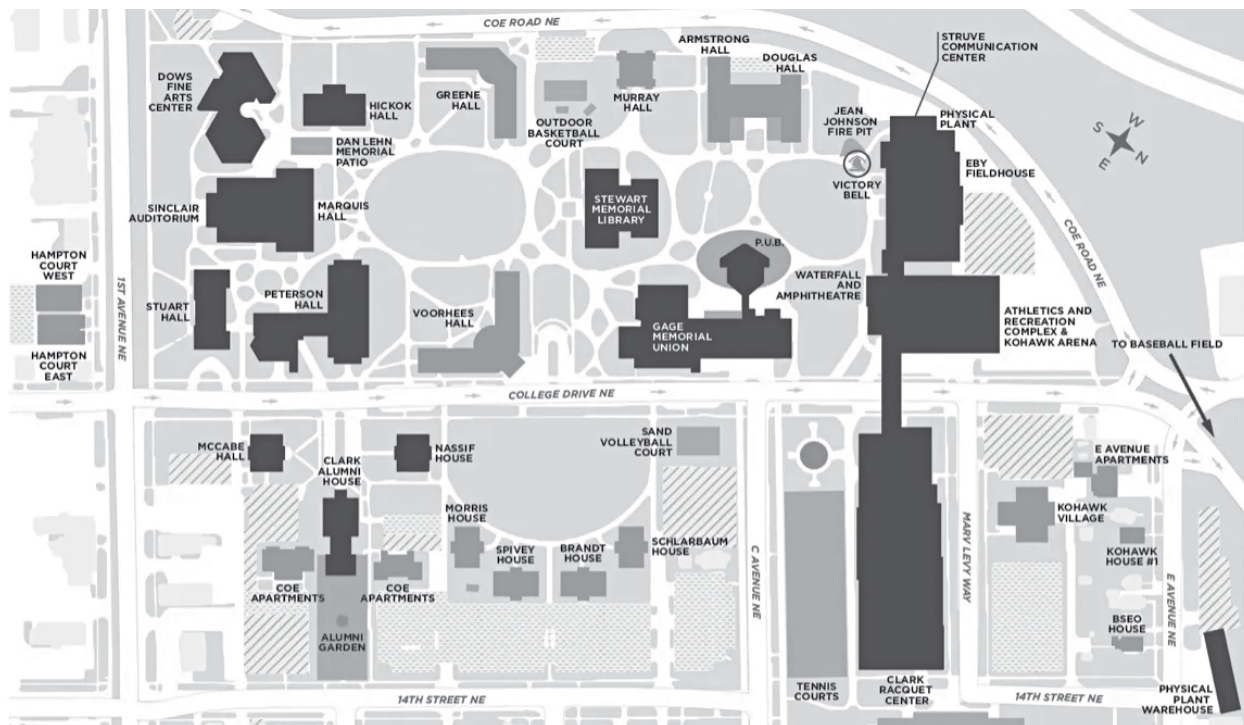 COE ROAD NE
STRUVE
COMMUNICATION
CENTER
ARMSTRONG
HALL
DOUGLAS
HALL
DOWS
FINE
ARTS
CENTER
HICKOK
HALL
GREENE
HALL
MURRAY
HALL
OUTDOOR
BASKETBALL
COURT
JEAN
JOHNSON
FIRE PIT
PHYSICAL
PLANT
W
S
N
E
DAN LEHN
MEMORIAL
PATIO
EBY
FIELDHOUSE
VICTORY
BELL
SINCLAIR
AUDITORIUM
MARQUIS
HALL
STEWART
MEMORIAL
LIBRARY
COE ROAD NE
P.U.B.
HAMPTON
COURT
WEST
1ST AVENUE NE
STUART
HALL
PETERSON
HALL
VOORHEES
HALL
WATERFALL
AND
AMPHITHEATRE
GAGE
MEMORIAL
UNION
ATHLETICS AND
RECREATION
COMPLEX &
KOHAWK ARENA
TO BASEBALL FIELD
HAMPTON
COURT
EAST
COLLEGE DRIVE NE
MCCABE
HALL
CLARK
ALUMNI
HOUSE
NASSIF
HOUSE
SAND
VOLLEYBALL
COURT
E AVENUE
APARTMENTS
MORRIS
HOUSE
SPIVEY
HOUSE
BRANDT
HOUSE
SCHLARBAUM
HOUSE
C AVENUE NE
MARV LEVY WAY
KOHAWK
VILLAGE
KOHAWK
HOUSE #1
E AVENUE NE
COE
APARTMENTS
COE
APARTMENTS
BSEO
HOUSE
ALUMNI
GARDEN
14TH STREET NE
TENNIS
COURTS
CLARK
RACQUET
CENTER
14TH STREET NE
PHYSICAL
PLANT
WAREHOUSE